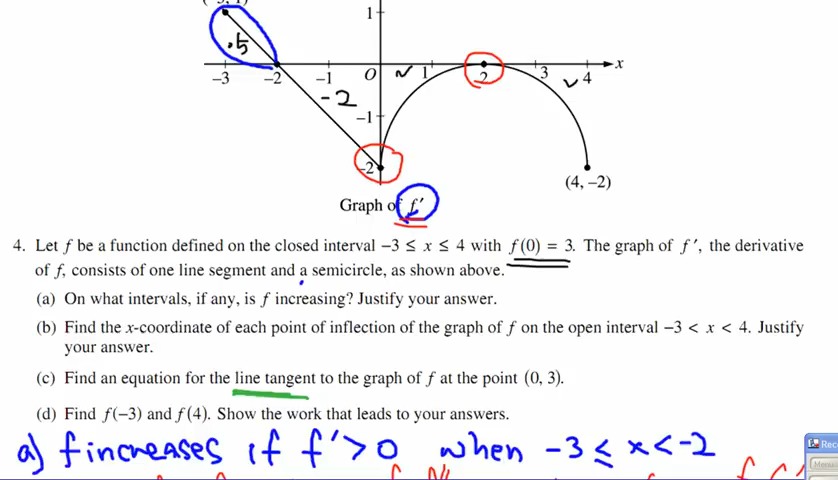 1
.5
-3 -2 -1 O 1 2 3 4 x
-2
-1
-2
(4, -2)
Graph of f′
4. Let f be a function defined on the closed interval −3 ≤ x ≤ 4 with f(0) = 3. The graph of f′, the derivative
of f, consists of one line segment and a semicircle, as shown above.
(a) On what intervals, if any, is f increasing? Justify your answer.
(b) Find the x-coordinate of each point of inflection of the graph of f on the open interval −3 < x < 4. Justify
your answer.
(c) Find an equation for the line tangent to the graph of f at the point (0, 3).
(d) Find f(−3) and f(4). Show the work that leads to your answers.
a) f increases if f′ > 0 when −3 ≤ x < −2
Rec
Menu